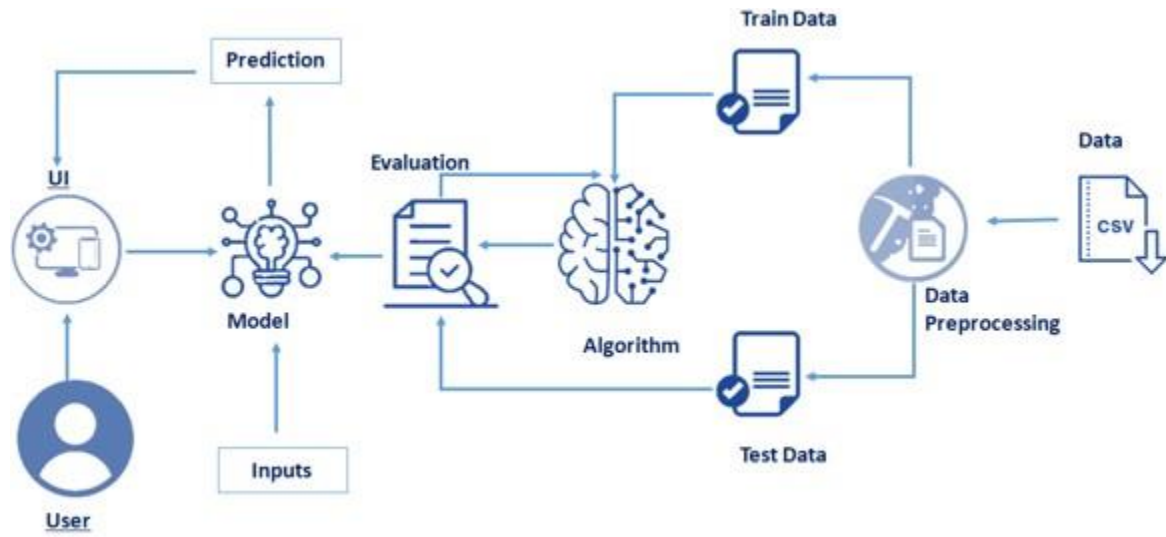 Train Data
Prediction
Data
Evaluation
UI
CSV
Data
Preprocessing
Model
Algorithm
Inputs
Test Data
User